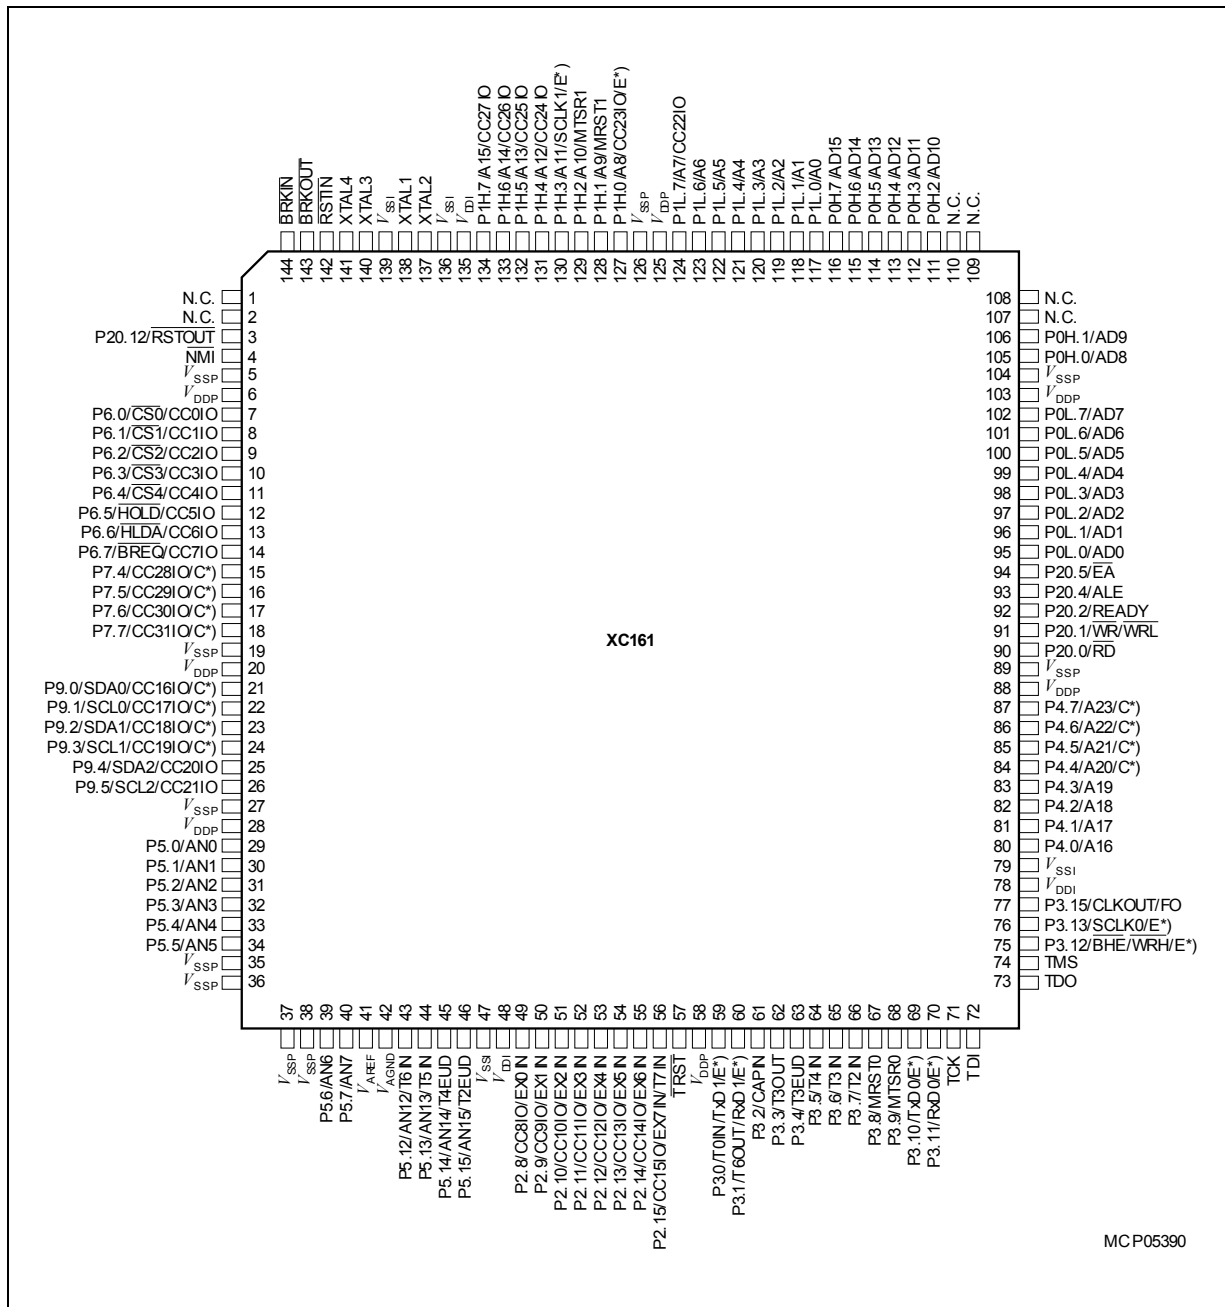 BRKIN
BRKOUT
RSTIN
XTAL4
XTAL3
VSSI
XTAL1
XTAL2
VSSI
VDDI
P1H.7/A15/CC27IO
P1H.6/A14/CC26IO
P1H.5/A13/CC25IO
P1H.4/A12/CC24IO
P1H.3/A11/SCLK1/E*)
P1H.2/A10/MTSR1
P1H.1/A9/MRST1
P1H.0/A8/CC23IO/E*)
VSSP
VDDP
P1L.7/A7/CC22IO
P1L.6/A6
P1L.5/A5
P1L.4/A4
P1L.3/A3
P1L.2/A2
P1L.1/A1
P1L.0/A0
P0H.7/AD15
P0H.6/AD14
P0H.5/AD13
P0H.4/AD12
P0H.3/AD11
P0H.2/AD10
N.C.
N.C.
144 143 142 141 140 139 138 137 136 135 134 133 132 131 130 129 128 127 126 125 124 123 122 121 120 119 118 117 116 115 114 113 112 111 110 109
N.C. 1
N.C. 2
P20.12/RSTOUT 3
NMI 4
VSSP 5
VDDP 6
P6.0/CS0/CC0IO 7
P6.1/CS1/CC1IO 8
P6.2/CS2/CC2IO 9
P6.3/CS3/CC3IO 10
P6.4/CS4/CC4IO 11
P6.5/HOLD/CC5IO 12
P6.6/HLDA/CC6IO 13
P6.7/BREQ/CC7IO 14
P7.4/CC28IO/C*) 15
P7.5/CC29IO/C*) 16
P7.6/CC30IO/C*) 17
P7.7/CC31IO/C*) 18
VSSP 19
VDDP 20
P9.0/SDA0/CC16IO/C*) 21
P9.1/SCL0/CC17IO/C*) 22
P9.2/SDA1/CC18IO/C*) 23
P9.3/SCL1/CC19IO/C*) 24
P9.4/SDA2/CC20IO 25
P9.5/SCL2/CC21IO 26
VSSP 27
VDDP 28
P5.0/AN0 29
P5.1/AN1 30
P5.2/AN2 31
P5.3/AN3 32
P5.4/AN4 33
P5.5/AN5 34
VSSP 35
VSSP 36
XC161
108 N.C.
107 N.C.
106 P0H.1/AD9
105 P0H.0/AD8
104 VSSP
103 VDDP
102 P0L.7/AD7
101 P0L.6/AD6
100 P0L.5/AD5
99 P0L.4/AD4
98 P0L.3/AD3
97 P0L.2/AD2
96 P0L.1/AD1
95 P0L.0/AD0
94 P20.5/EA
93 P20.4/ALE
92 P20.2/READY
91 P20.1/WR/WRL
90 P20.0/RD
89 VSSP
88 VDDP
87 P4.7/A23/C*)
86 P4.6/A22/C*)
85 P4.5/A21/C*)
84 P4.4/A20/C*)
83 P4.3/A19
82 P4.2/A18
81 P4.1/A17
80 P4.0/A16
79 VSSI
78 VDDI
77 P3.15/CLKOUT/FO
76 P3.13/SCLK0/E*)
75 P3.12/BHE/WRH/E*)
74 TMS
73 TDO
37 38 39 40 41 42 43 44 45 46 47 48 49 50 51 52 53 54 55 56 57 58 59 60 61 62 63 64 65 66 67 68 69 70 71 72
VSSP
VSSP
P5.6/AN6
P5.7/AN7
VAREF
VAGND
P5.12/AN12/T6IN
P5.13/AN13/T5IN
P5.14/AN14/T4EUD
P5.15/AN15/T2EUD
VSSI
VDDI
P2.8/CC8IO/EX0IN
P2.9/CC9IO/EX1IN
P2.10/CC10IO/EX2IN
P2.11/CC11IO/EX3IN
P2.12/CC12IO/EX4IN
P2.13/CC13IO/EX5IN
P2.14/CC14IO/EX6IN
P2.15/CC15IO/EX7IN/T7IN
TRST
VDDP
P3.0/T0IN/TxD1/E*)
P3.1/T6OUT/RxD1/E*)
P3.2/CAPIN
P3.3/T3OUT
P3.4/T3EUD
P3.5/T4IN
P3.6/T3IN
P3.7/T2IN
P3.8/MRST0
P3.9/MTSR0
P3.10/TxD0/E*)
P3.11/RxD0/E*)
TCK
TDI
MCP05390